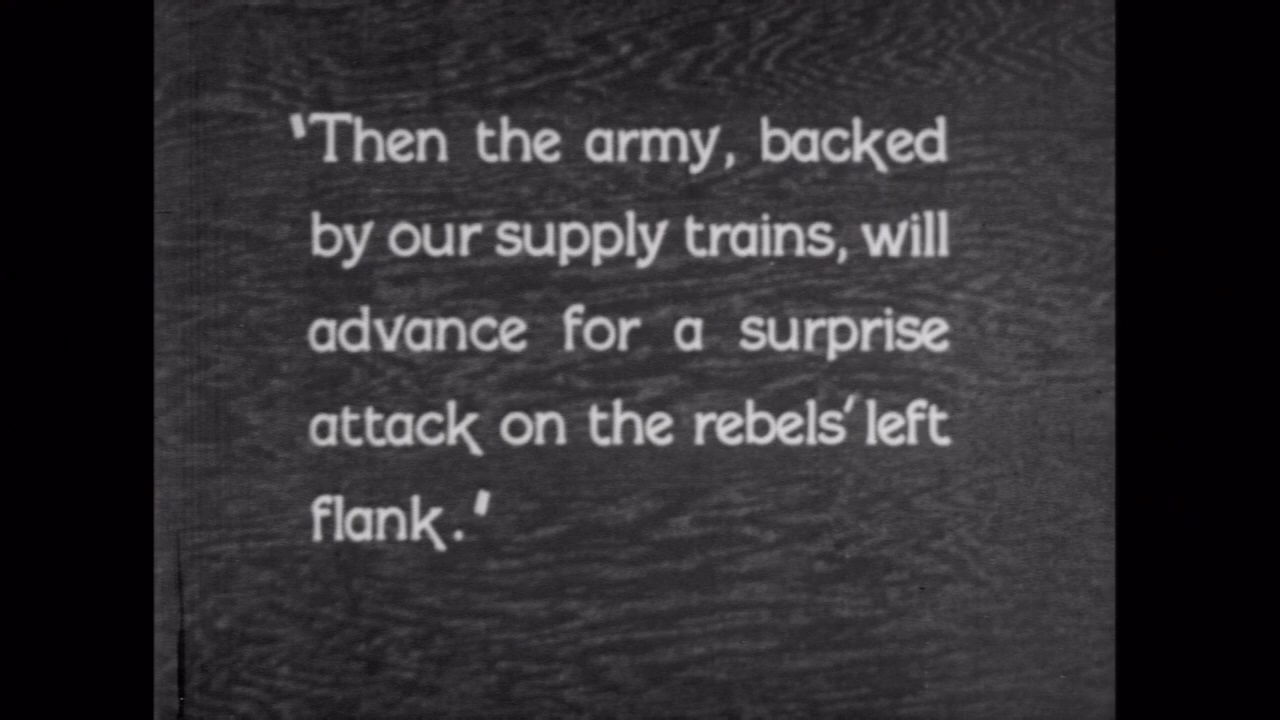 "Then the army, backed
by our supply trains, will
advance for a surprise
attack on the rebels' left
flank."